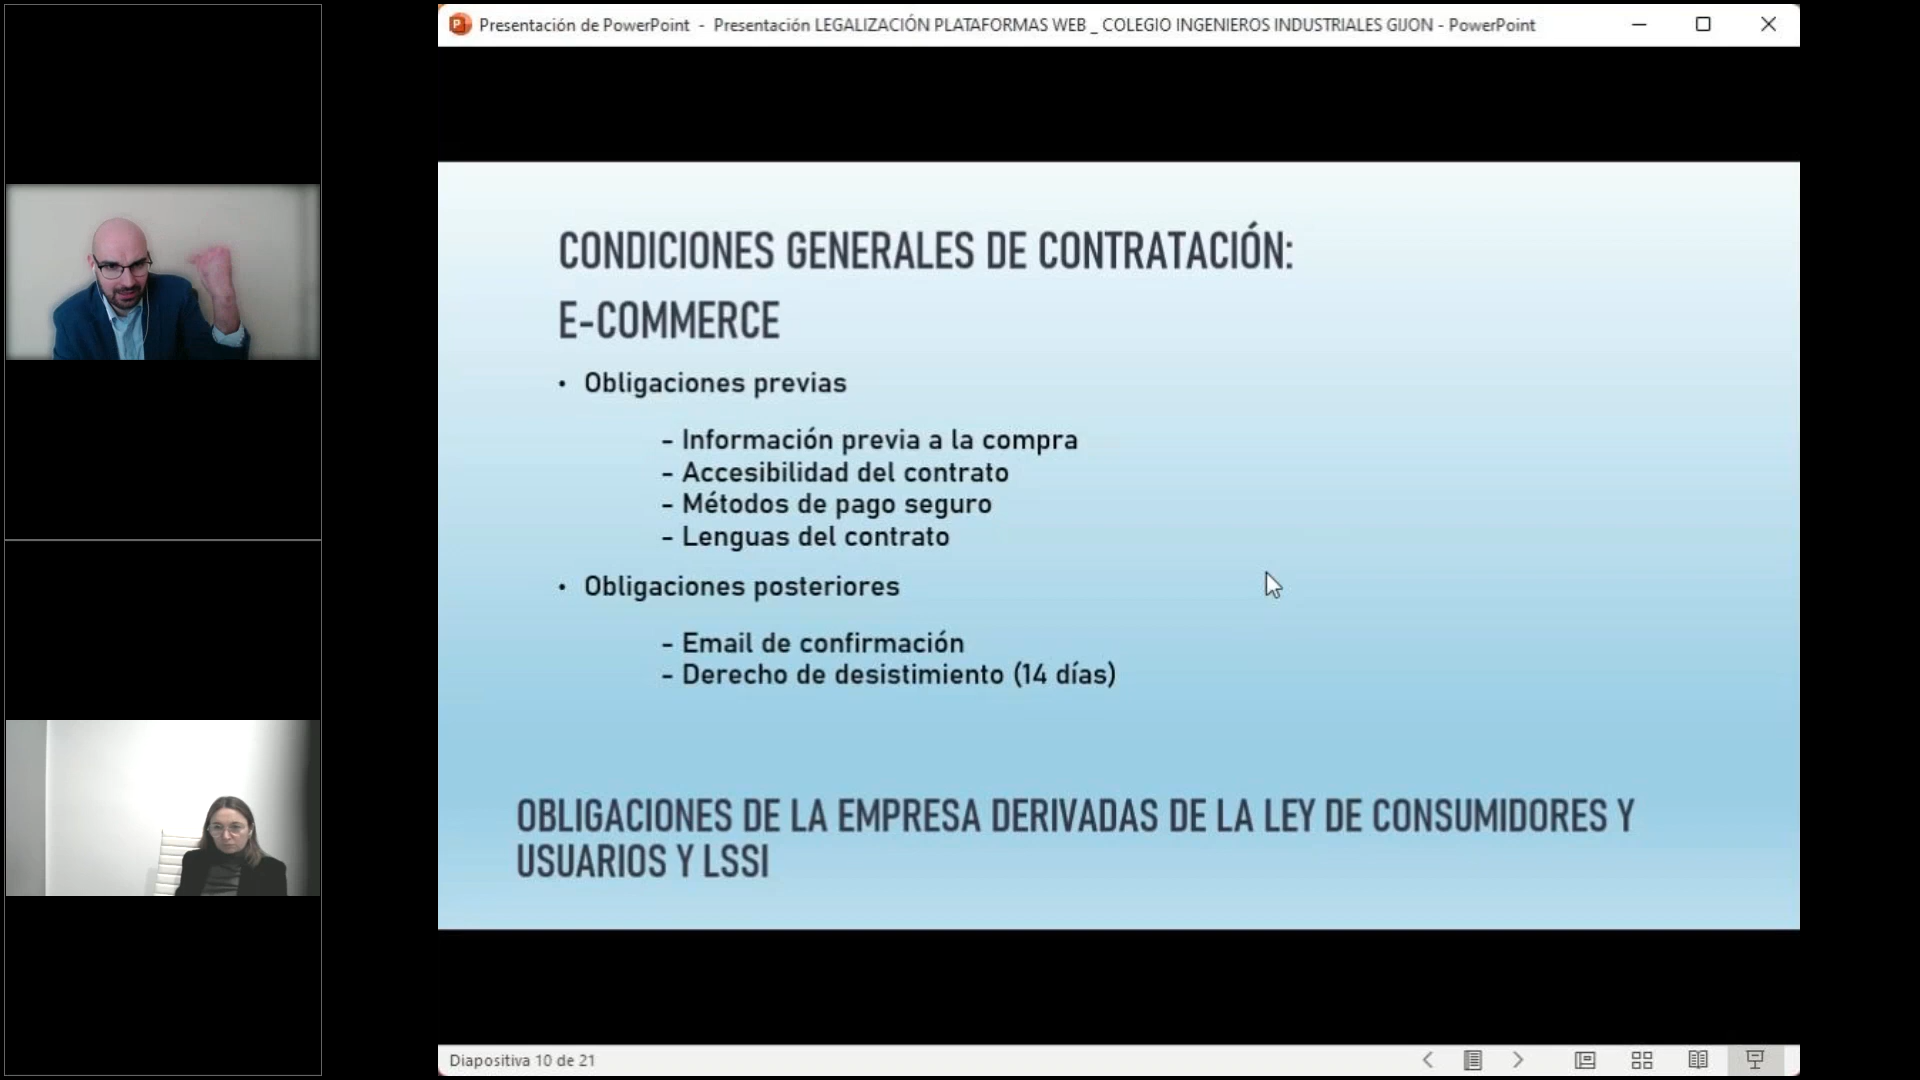 Presentación de PowerPoint - Presentación LEGALIZACIÓN PLATAFORMAS WEB _ COLEGIO INGENIEROS INDUSTRIALES GIJON - PowerPoint
CONDICIONES GENERALES DE CONTRATACIÓN:
E-COMMERCE
• Obligaciones previas
- Información previa a la compra
- Accesibilidad del contrato
- Métodos de pago seguro
- Lenguas del contrato
• Obligaciones posteriores
- Email de confirmación
- Derecho de desistimiento (14 días)
OBLIGACIONES DE LA EMPRESA DERIVADAS DE LA LEY DE CONSUMIDORES Y
USUARIOS Y LSSI
Diapositiva 10 de 21